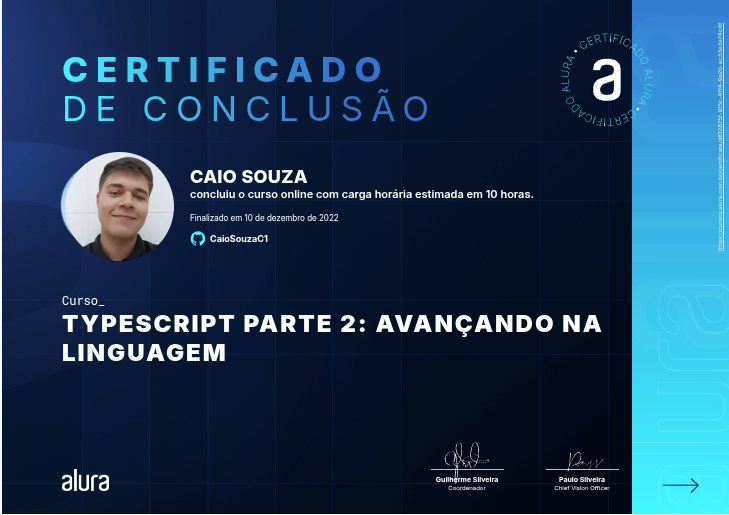 CERTIFICADO
DE CONCLUSÃO
CERTIFICADO ALURA • CERTIFICADO ALURA •
a
CAIO SOUZA
concluiu o curso online com carga horária estimada em 10 horas.
Finalizado em 10 de dezembro de 2022
CaioSouzaC1
Curso_
TYPESCRIPT PARTE 2: AVANÇANDO NA
LINGUAGEM
alura
Guilherme Silveira
Coordenador
Paulo Silveira
Chief Vision Officer
alura